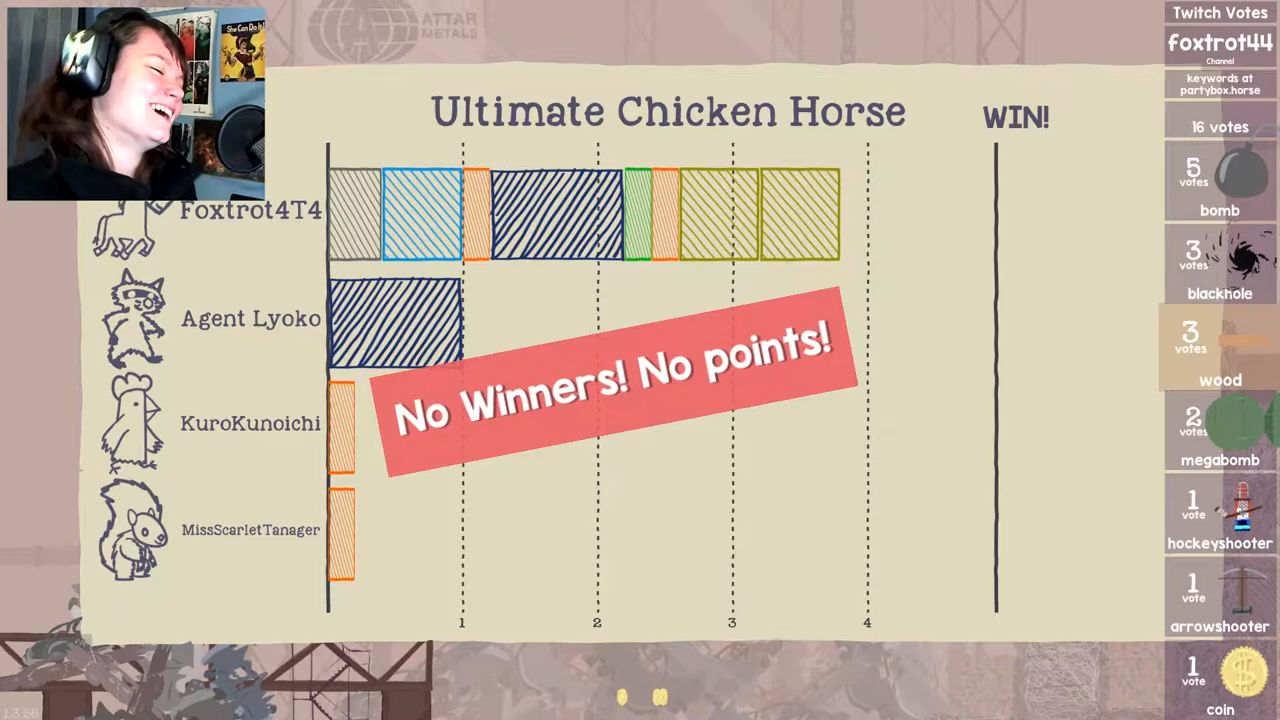 She Can Do It!
ATTAR
METALS
Ultimate Chicken Horse
WIN!
Foxtrot4T4
Agent Lyoko
KuroKunoichi
MissScarletTanager
No Winners! No points!
1
2
3
4
Twitch Votes
foxtrot44
Channel
keywords at
partybox.horse
16 votes
5
votes
bomb
3
votes
blackhole
3
votes
wood
2
votes
megabomb
1
vote
hockeyshooter
1
vote
arrowshooter
1
vote
$
coin